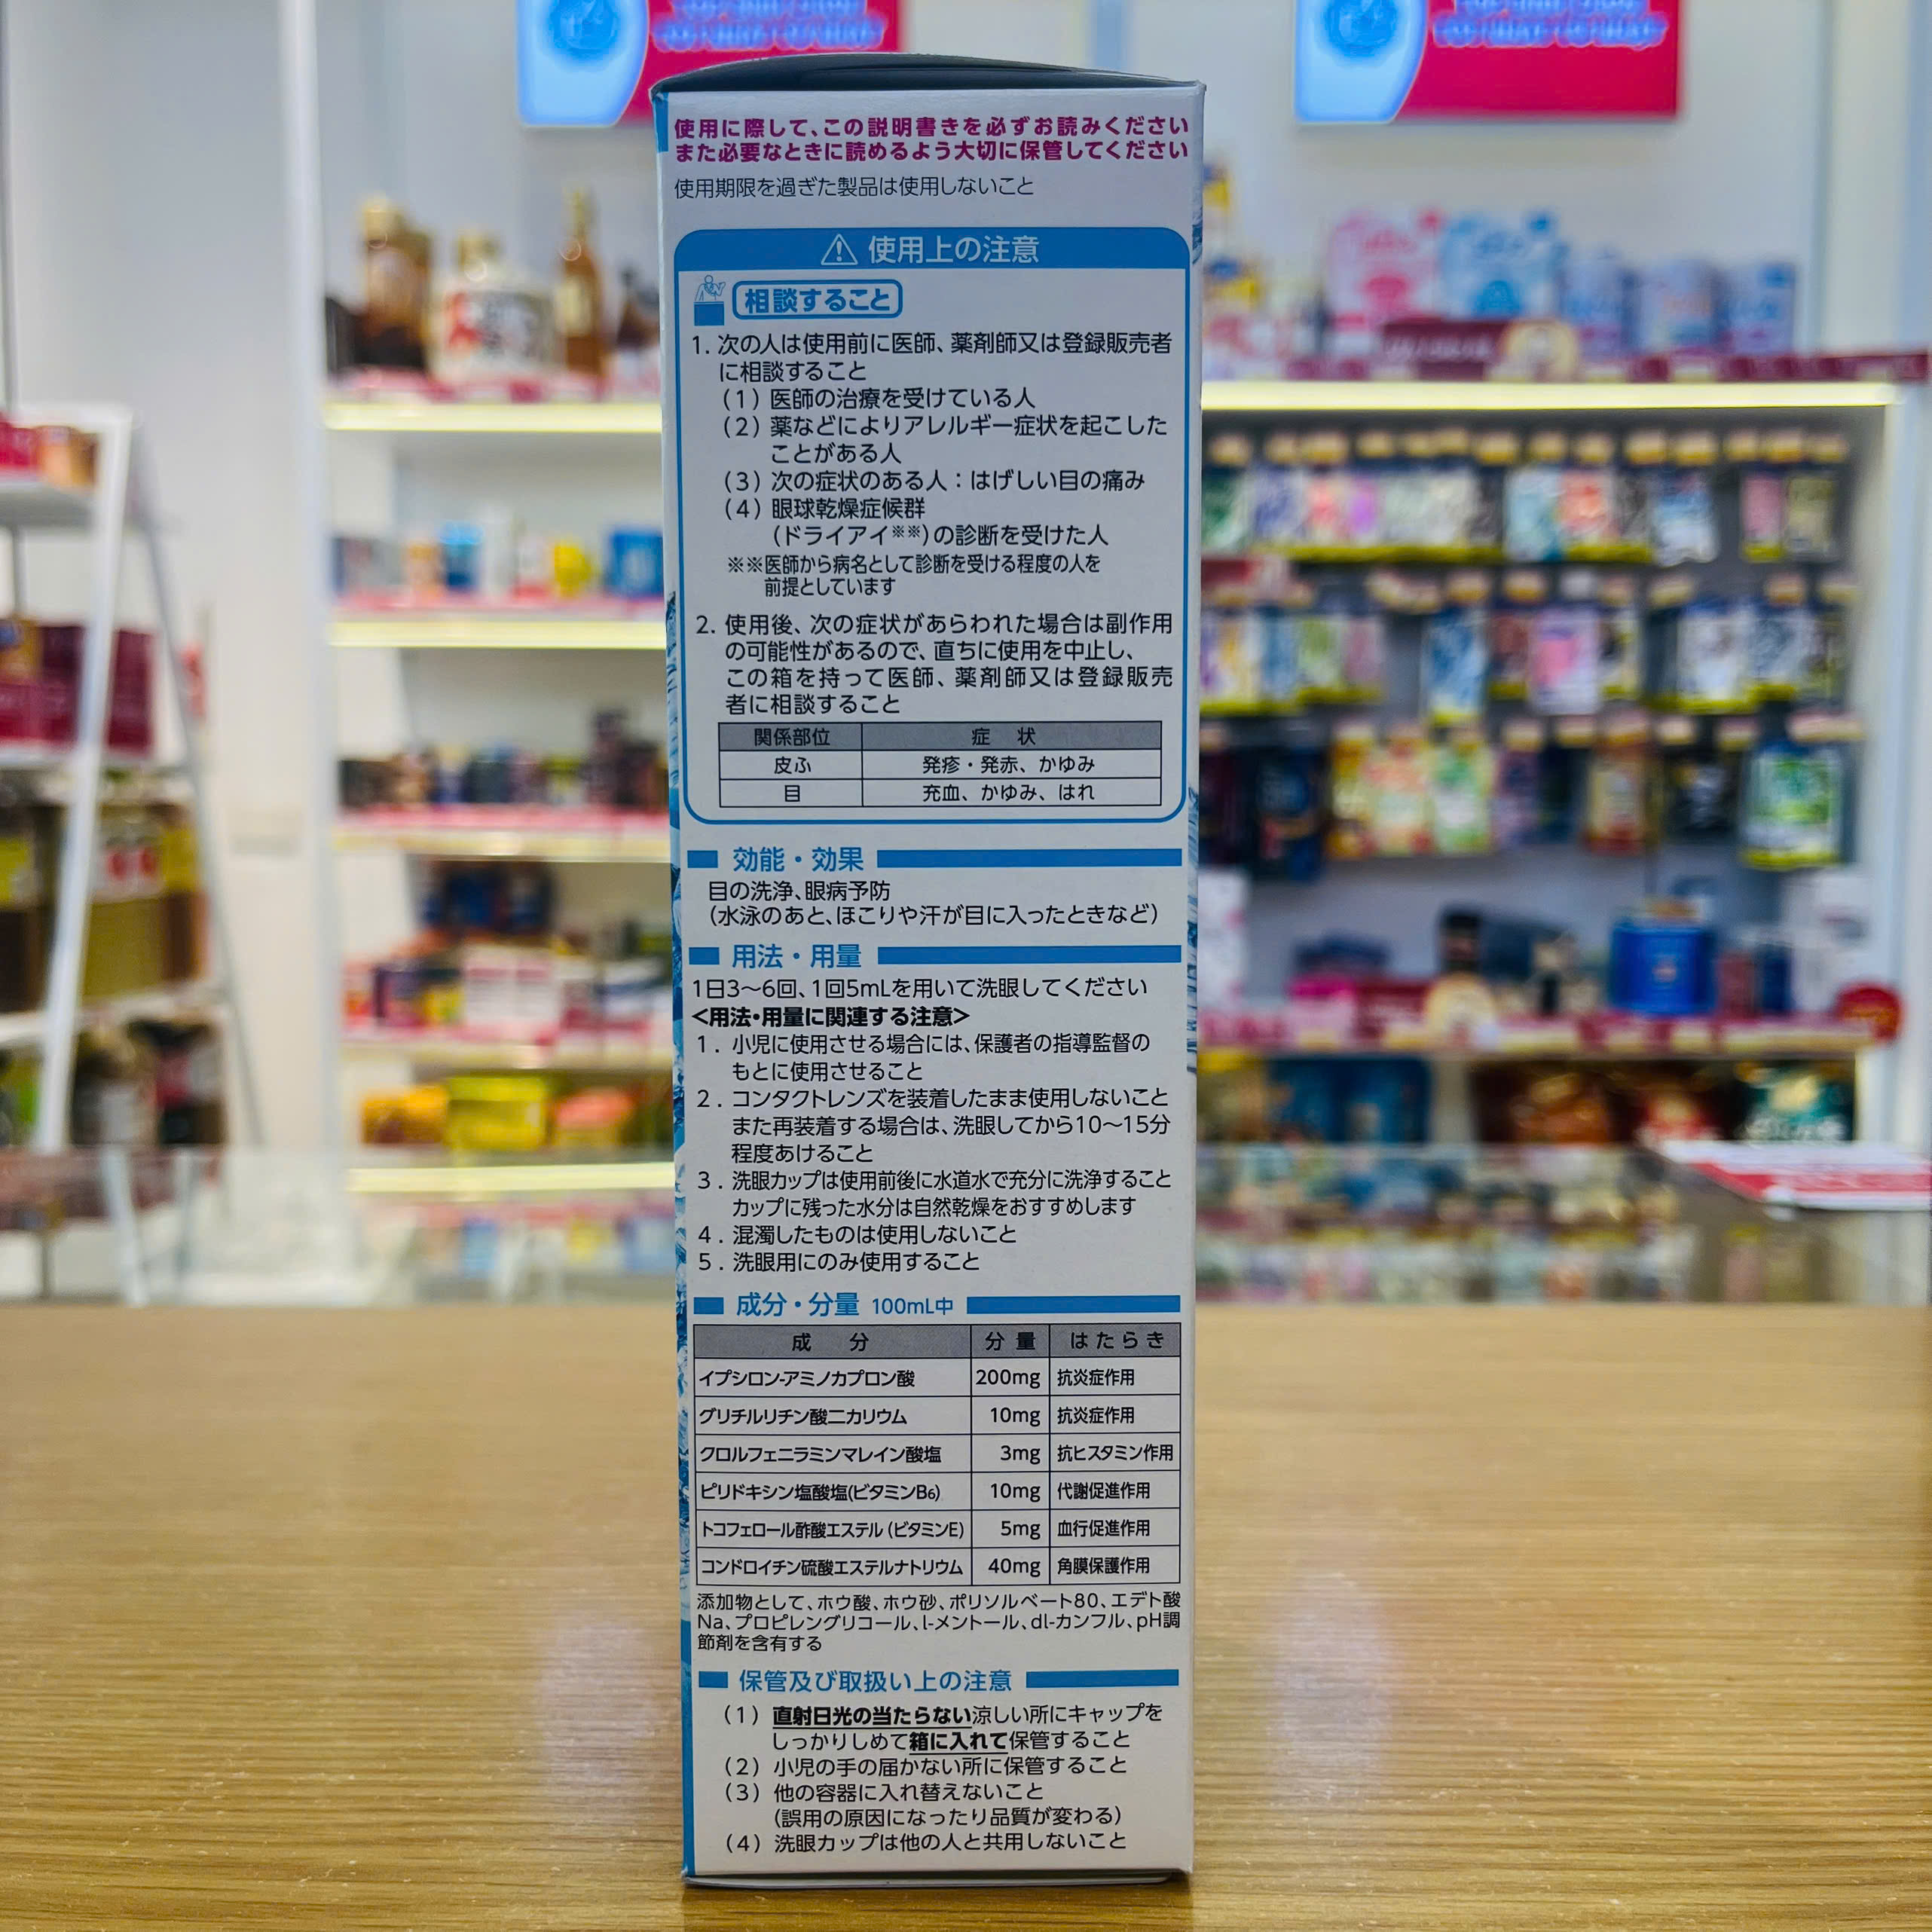 使用に際して、この説明書きを必ずお読みください
また必要なときに読めるよう大切に保管してください
使用期限を過ぎた製品は使用しないこと
⚠ 使用上の注意
相談すること
1. 次の人は使用前に医師、薬剤師又は登録販売者
に相談すること
（1）医師の治療を受けている人
（2）薬などによりアレルギー症状を起こした
ことがある人
（3）次の症状のある人：はげしい目の痛み
（4）眼球乾燥症候群
（ドライアイ※※）の診断を受けた人
※※医師から病名として診断を受ける程度の人を
前提としています
2. 使用後、次の症状があらわれた場合は副作用
の可能性があるので、直ちに使用を中止し、
この箱を持って医師、薬剤師又は登録販売
者に相談すること
関係部位 症 状
皮ふ 発疹・発赤、かゆみ
目 充血、かゆみ、はれ
効能・効果
目の洗浄、眼病予防
（水泳のあと、ほこりや汗が目に入ったときなど）
用法・用量
1日3〜6回、1回5mLを用いて洗眼してください
<用法・用量に関連する注意>
1. 小児に使用させる場合には、保護者の指導監督の
もとに使用させること
2. コンタクトレンズを装着したまま使用しないこと
また再装着する場合は、洗眼してから10〜15分
程度あけること
3. 洗眼カップは使用前後に水道水で充分に洗浄すること
カップに残った水分は自然乾燥をおすすめします
4. 混濁したものは使用しないこと
5. 洗眼用にのみ使用すること
成分・分量 100mL中
成 分 分 量 はたらき
イプシロン-アミノカプロン酸 200mg 抗炎症作用
グリチルリチン酸二カリウム 10mg 抗炎症作用
クロルフェニラミンマレイン酸塩 3mg 抗ヒスタミン作用
ピリドキシン塩酸塩(ビタミンB₆) 10mg 代謝促進作用
トコフェロール酢酸エステル(ビタミンE) 5mg 血行促進作用
コンドロイチン硫酸エステルナトリウム 40mg 角膜保護作用
添加物として、ホウ酸、ホウ砂、ポリソルベート80、エデト酸
Na、プロピレングリコール、l-メントール、dl-カンフル、pH調
節剤を含有する
保管及び取扱い上の注意
（1）直射日光の当たらない涼しい所にキャップを
しっかりしめて箱に入れて保管すること
（2）小児の手の届かない所に保管すること
（3）他の容器に入れ替えないこと
（誤用の原因になったり品質が変わる）
（4）洗眼カップは他の人と共用しないこと